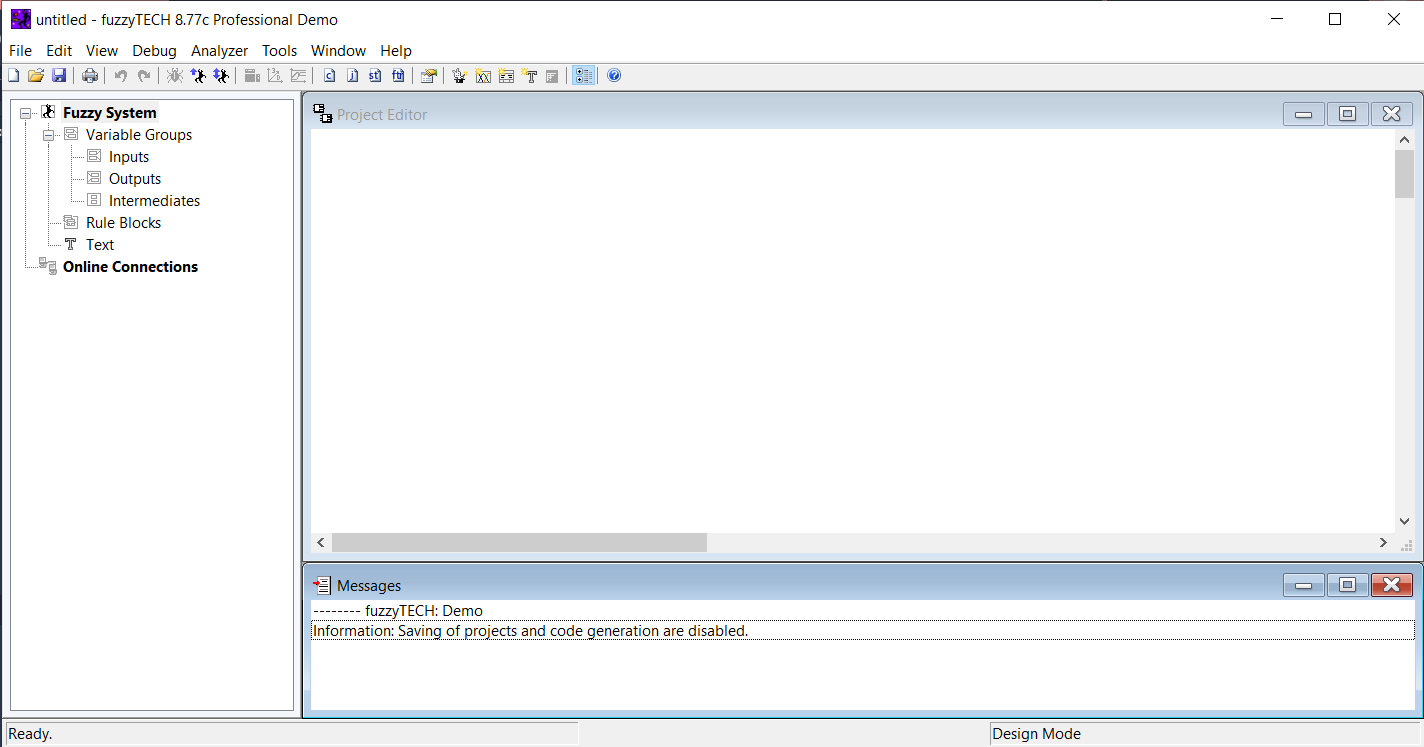 untitled - fuzzyTECH 8.77c Professional Demo
File Edit View Debug Analyzer Tools Window Help
Fuzzy System
Variable Groups
Inputs
Outputs
Intermediates
Rule Blocks
Text
Online Connections
Project Editor
Messages
-------- fuzzyTECH: Demo
Information: Saving of projects and code generation are disabled.
Ready.
Design Mode